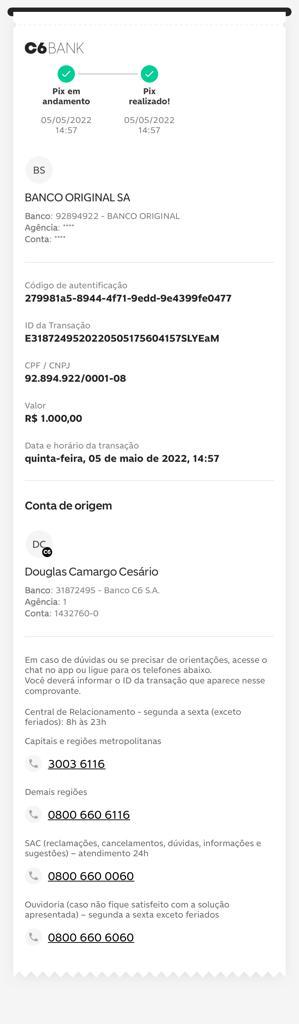 C6BANK
Pix em
andamento
05/05/2022
14:57
Pix
realizado!
05/05/2022
14:57
BS
BANCO ORIGINAL SA
Banco: 92894922 - BANCO ORIGINAL
Agência: ****
Conta: ****
Código de autentificação
279981a5-8944-4f71-9edd-9e4399fe0477
ID da Transação
E3187249520220505175604157SLYEaM
CPF / CNPJ
92.894.922/0001-08
Valor
R$ 1.000,00
Data e horário da transação
quinta-feira, 05 de maio de 2022, 14:57
Conta de origem
DC
C6
Douglas Camargo Cesário
Banco: 31872495 - Banco C6 S.A.
Agência: 1
Conta: 1432760-0
Em caso de dúvidas ou se precisar de orientações, acesse o
chat no app ou ligue para os telefones abaixo.
Você deverá informar o ID da transação que aparece nesse
comprovante.
Central de Relacionamento - segunda a sexta (exceto
feriados): 8h às 23h
Capitais e regiões metropolitanas
3003 6116
Demais regiões
0800 660 6116
SAC (reclamações, cancelamentos, dúvidas, informações e
sugestões) – atendimento 24h
0800 660 0060
Ouvidoria (caso não fique satisfeito com a solução
apresentada) – segunda a sexta exceto feriados
0800 660 6060